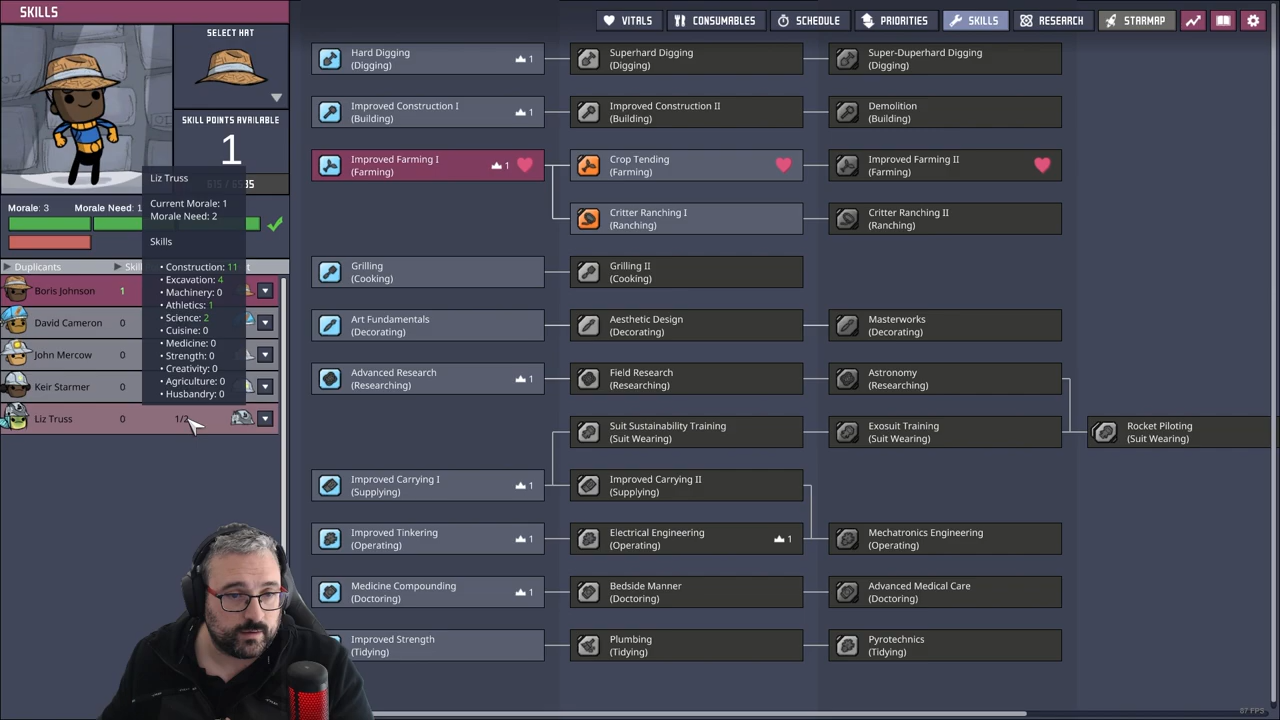 SKILLS
VITALS
CONSUMABLES
SCHEDULE
PRIORITIES
SKILLS
RESEARCH
STARMAP
SELECT HAT
SKILL POINTS AVAILABLE
1
Morale: 3
Morale Need: 1
Duplicants
Liz Truss
Current Morale: 1
Morale Need: 2
Skills
• Construction: 11
• Excavation: 4
• Machinery: 0
• Athletics: 1
• Science: 2
• Cuisine: 0
• Medicine: 0
• Strength: 0
• Creativity: 0
• Agriculture: 0
• Husbandry: 0
Boris Johnson 1
David Cameron 0
John Mercow 0
Keir Starmer 0
Liz Truss 0 1/2
Hard Digging
(Digging)
1
Superhard Digging
(Digging)
Super-Duperhard Digging
(Digging)
Improved Construction I
(Building)
1
Improved Construction II
(Building)
Demolition
(Building)
Improved Farming I
(Farming)
1
Crop Tending
(Farming)
Improved Farming II
(Farming)
Critter Ranching I
(Ranching)
Critter Ranching II
(Ranching)
Grilling
(Cooking)
Grilling II
(Cooking)
Art Fundamentals
(Decorating)
Aesthetic Design
(Decorating)
Masterworks
(Decorating)
Advanced Research
(Researching)
1
Field Research
(Researching)
Astronomy
(Researching)
Suit Sustainability Training
(Suit Wearing)
Exosuit Training
(Suit Wearing)
Rocket Piloting
(Suit Wearing)
Improved Carrying I
(Supplying)
1
Improved Carrying II
(Supplying)
Improved Tinkering
(Operating)
1
Electrical Engineering
(Operating)
1
Mechatronics Engineering
(Operating)
Medicine Compounding
(Doctoring)
1
Bedside Manner
(Doctoring)
Advanced Medical Care
(Doctoring)
Improved Strength
(Tidying)
Plumbing
(Tidying)
Pyrotechnics
(Tidying)